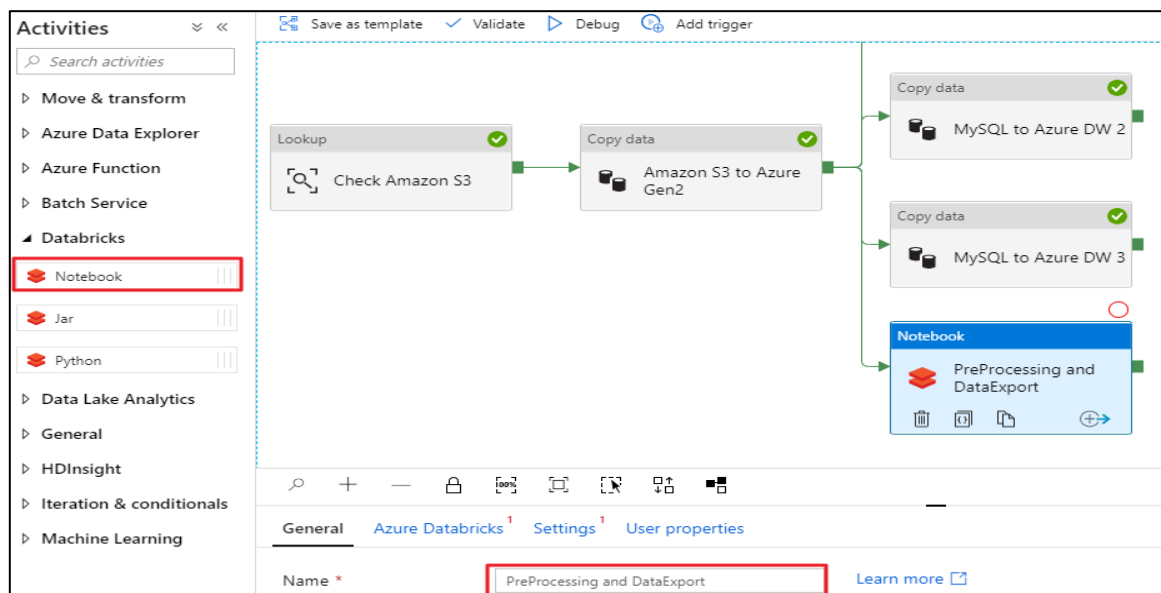 Activities
Search activities
Move & transform
Azure Data Explorer
Azure Function
Batch Service
Databricks
Notebook
Jar
Python
Data Lake Analytics
General
HDInsight
Iteration & conditionals
Machine Learning
Save as template
Validate
Debug
Add trigger
Lookup
Check Amazon S3
Copy data
Amazon S3 to Azure
Gen2
Copy data
MySQL to Azure DW 2
Copy data
MySQL to Azure DW 3
Notebook
PreProcessing and
DataExport
100%
General
Azure Databricks 1
Settings 1
User properties
Name *
PreProcessing and DataExport
Learn more